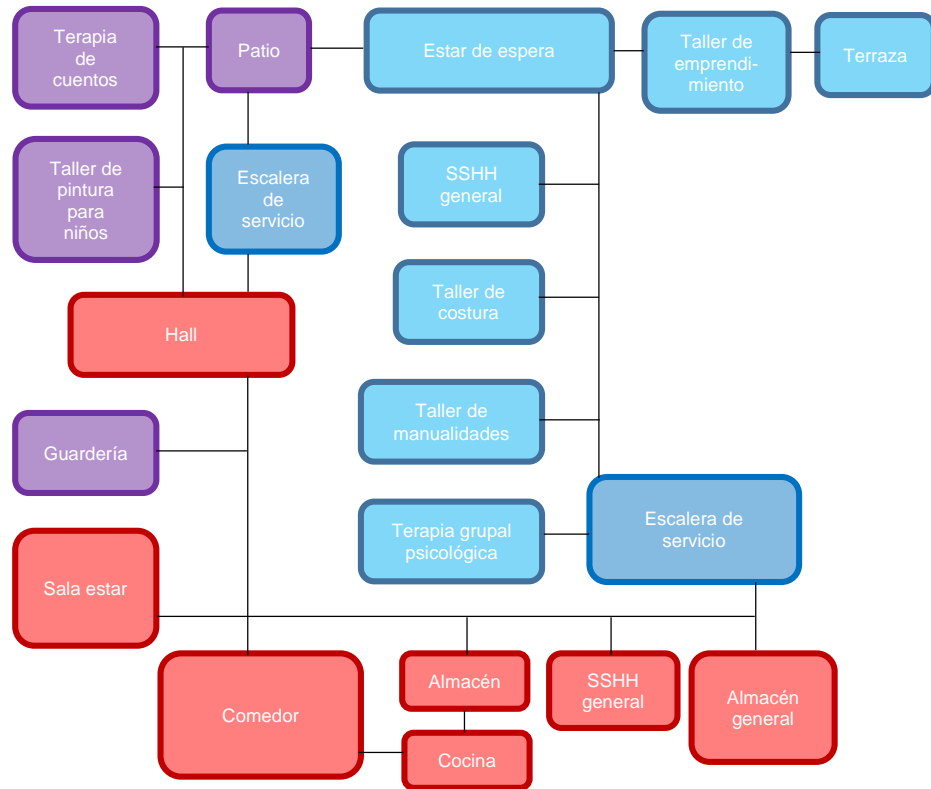 Terapia
de
cuentos
Patio
Estar de espera
Taller de
emprendi-
miento
Terraza
Taller de
pintura
para
niños
Escalera
de
servicio
SSHH
general
Taller de
costura
Hall
Taller de
manualidades
Guardería
Terapia grupal
psicológica
Escalera de
servicio
Sala estar
Comedor
Almacén
SSHH
general
Almacén
general
Cocina